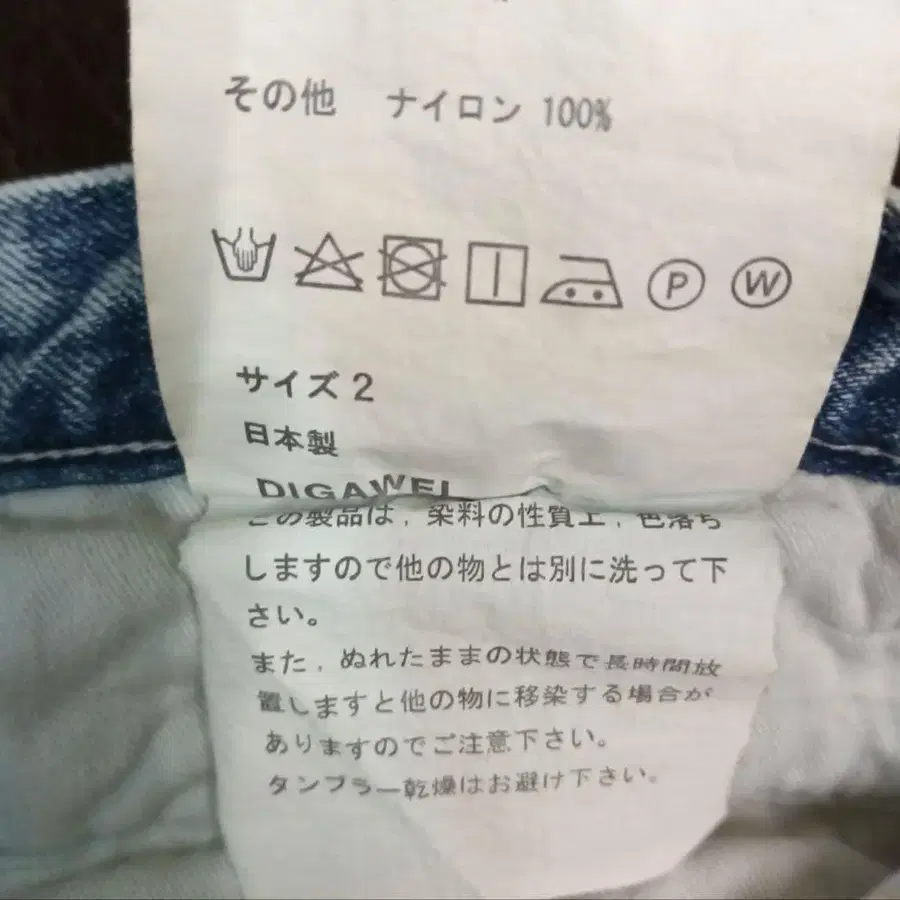 その他 ナイロン 100%
P W
サイズ 2
日本製
DIGAWEL
この製品は，染料の性質上，色落ち
しますので他の物とは別に洗って下
さい。
また，ぬれたままの状態で長時間放
置しますと他の物に移染する場合が
ありますのでご注意下さい。
タンブラー乾燥はお避け下さい。